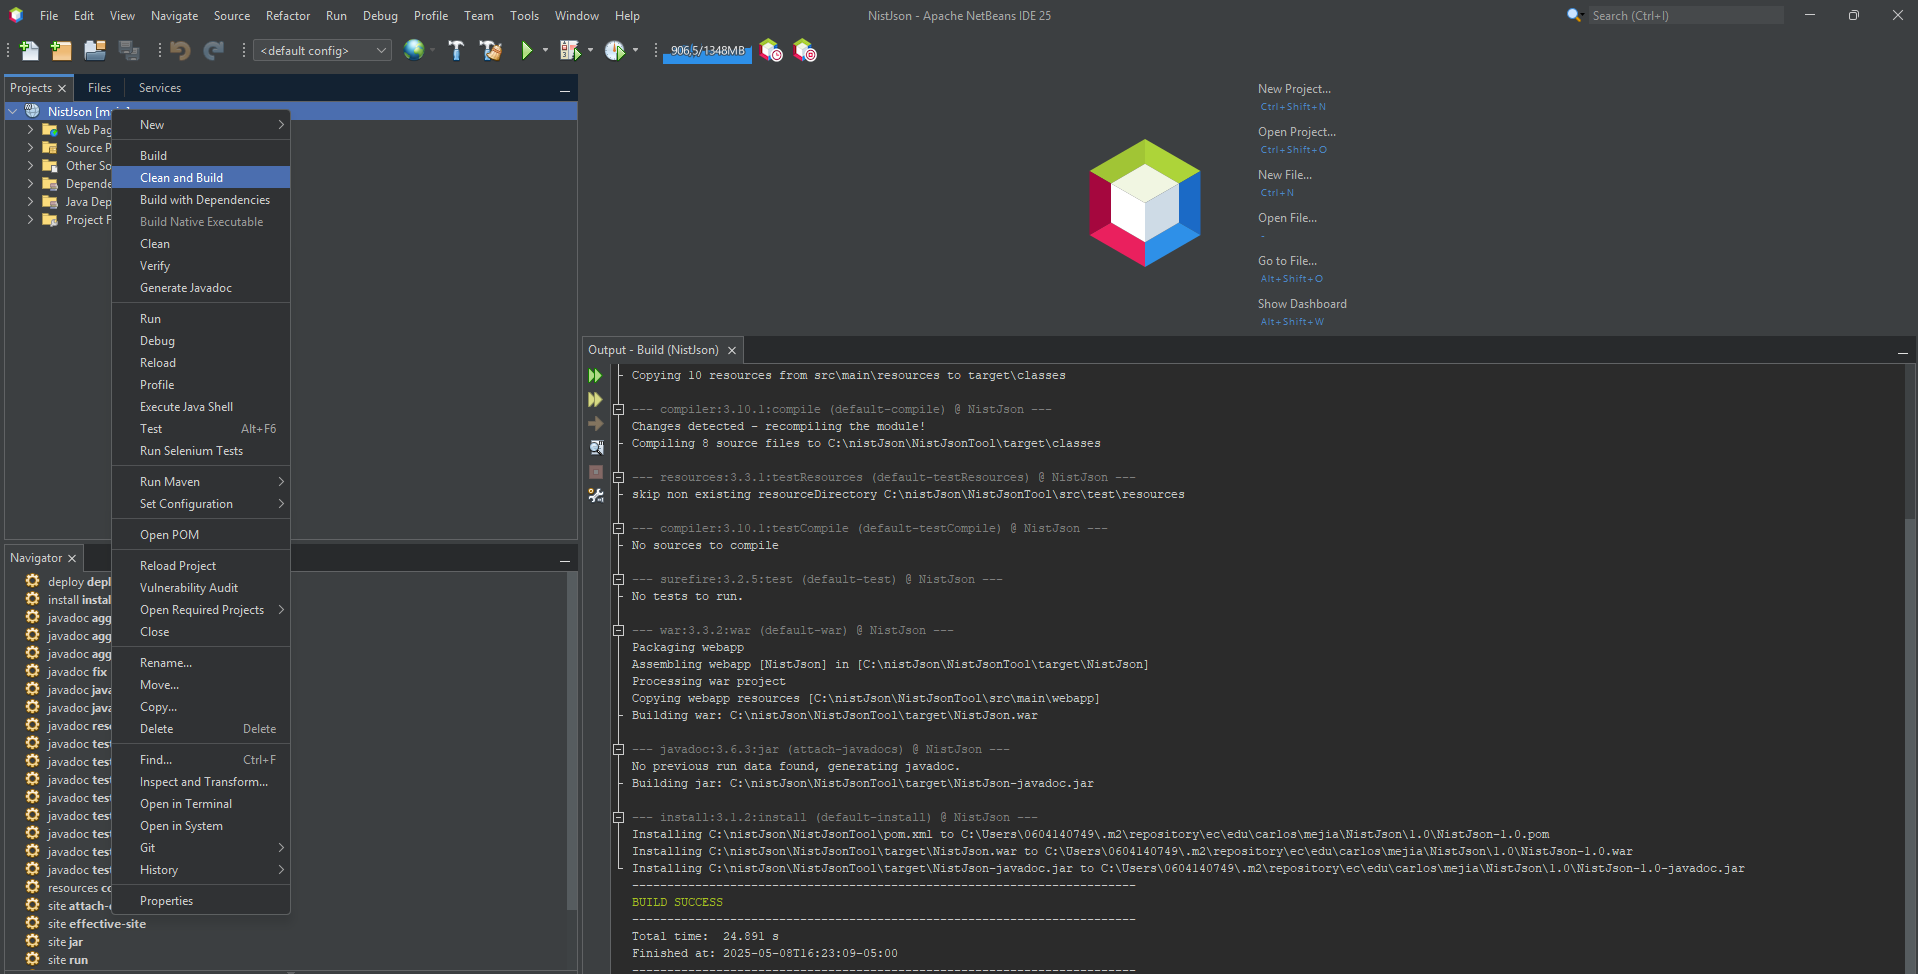 File Edit View Navigate Source Refactor Run Debug Profile Team Tools Window Help
NistJson - Apache NetBeans IDE 25
Search (Ctrl+I)
<default config>
906,5/1348MB
Projects
Files
Services
NistJson [m
Web Pag
Source P
Other So
Depende
Java Dep
Project F
New
Build
Clean and Build
Build with Dependencies
Build Native Executable
Clean
Verify
Generate Javadoc
Run
Debug
Reload
Profile
Execute Java Shell
Test Alt+F6
Run Selenium Tests
Run Maven
Set Configuration
Open POM
Reload Project
Vulnerability Audit
Open Required Projects
Close
Rename...
Move...
Copy...
Delete Delete
Find... Ctrl+F
Inspect and Transform...
Open in Terminal
Open in System
Git
History
Properties
Navigator
deploy depl
install instal
javadoc agg
javadoc agg
javadoc agg
javadoc fix
javadoc java
javadoc java
javadoc reso
javadoc test
javadoc test
javadoc test
javadoc test
javadoc test
javadoc test
javadoc test
javadoc test
resources co
site attach-d
site effective-site
site jar
site run
New Project...
Ctrl+Shift+N
Open Project...
Ctrl+Shift+O
New File...
Ctrl+N
Open File...
-
Go to File...
Alt+Shift+O
Show Dashboard
Alt+Shift+W
Output - Build (NistJson)
Copying 10 resources from src\main\resources to target\classes
--- compiler:3.10.1:compile (default-compile) @ NistJson ---
Changes detected - recompiling the module!
Compiling 8 source files to C:\nistJson\NistJsonTool\target\classes
--- resources:3.3.1:testResources (default-testResources) @ NistJson ---
skip non existing resourceDirectory C:\nistJson\NistJsonTool\src\test\resources
--- compiler:3.10.1:testCompile (default-testCompile) @ NistJson ---
No sources to compile
--- surefire:3.2.5:test (default-test) @ NistJson ---
No tests to run.
--- war:3.3.2:war (default-war) @ NistJson ---
Packaging webapp
Assembling webapp [NistJson] in [C:\nistJson\NistJsonTool\target\NistJson]
Processing war project
Copying webapp resources [C:\nistJson\NistJsonTool\src\main\webapp]
Building war: C:\nistJson\NistJsonTool\target\NistJson.war
--- javadoc:3.6.3:jar (attach-javadocs) @ NistJson ---
No previous run data found, generating javadoc.
Building jar: C:\nistJson\NistJsonTool\target\NistJson-javadoc.jar
--- install:3.1.2:install (default-install) @ NistJson ---
Installing C:\nistJson\NistJsonTool\pom.xml to C:\Users\0604140749\.m2\repository\ec\edu\carlos\mejia\NistJson\1.0\NistJson-1.0.pom
Installing C:\nistJson\NistJsonTool\target\NistJson.war to C:\Users\0604140749\.m2\repository\ec\edu\carlos\mejia\NistJson\1.0\NistJson-1.0.war
Installing C:\nistJson\NistJsonTool\target\NistJson-javadoc.jar to C:\Users\0604140749\.m2\repository\ec\edu\carlos\mejia\NistJson\1.0\NistJson-1.0-javadoc.jar
------------------------------------------------------------------------
BUILD SUCCESS
------------------------------------------------------------------------
Total time:  24.891 s
Finished at: 2025-05-08T16:23:09-05:00
------------------------------------------------------------------------